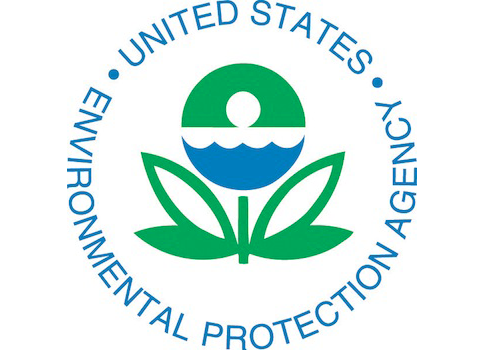 UNITED STATES
ENVIRONMENTAL PROTECTION AGENCY